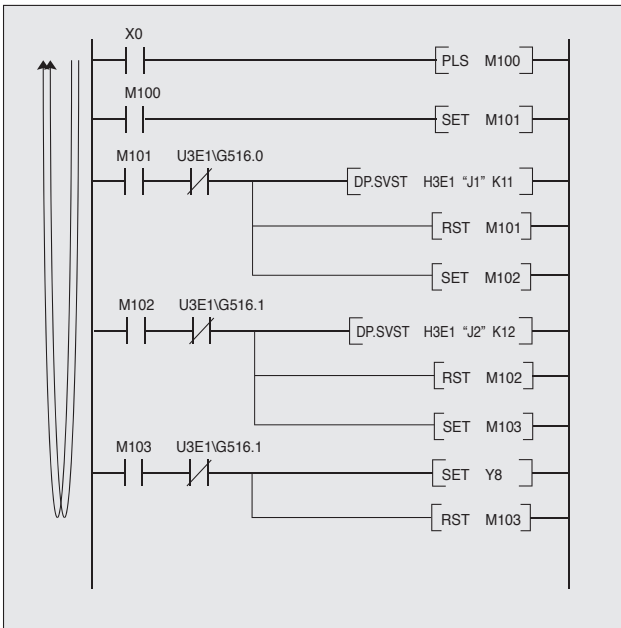 X0
PLS M100
M100
SET M101
M101 U3E1\G516.0
DP.SVST H3E1 “J1” K11
RST M101
SET M102
M102 U3E1\G516.1
DP.SVST H3E1 “J2” K12
RST M102
SET M103
M103 U3E1\G516.1
SET Y8
RST M103